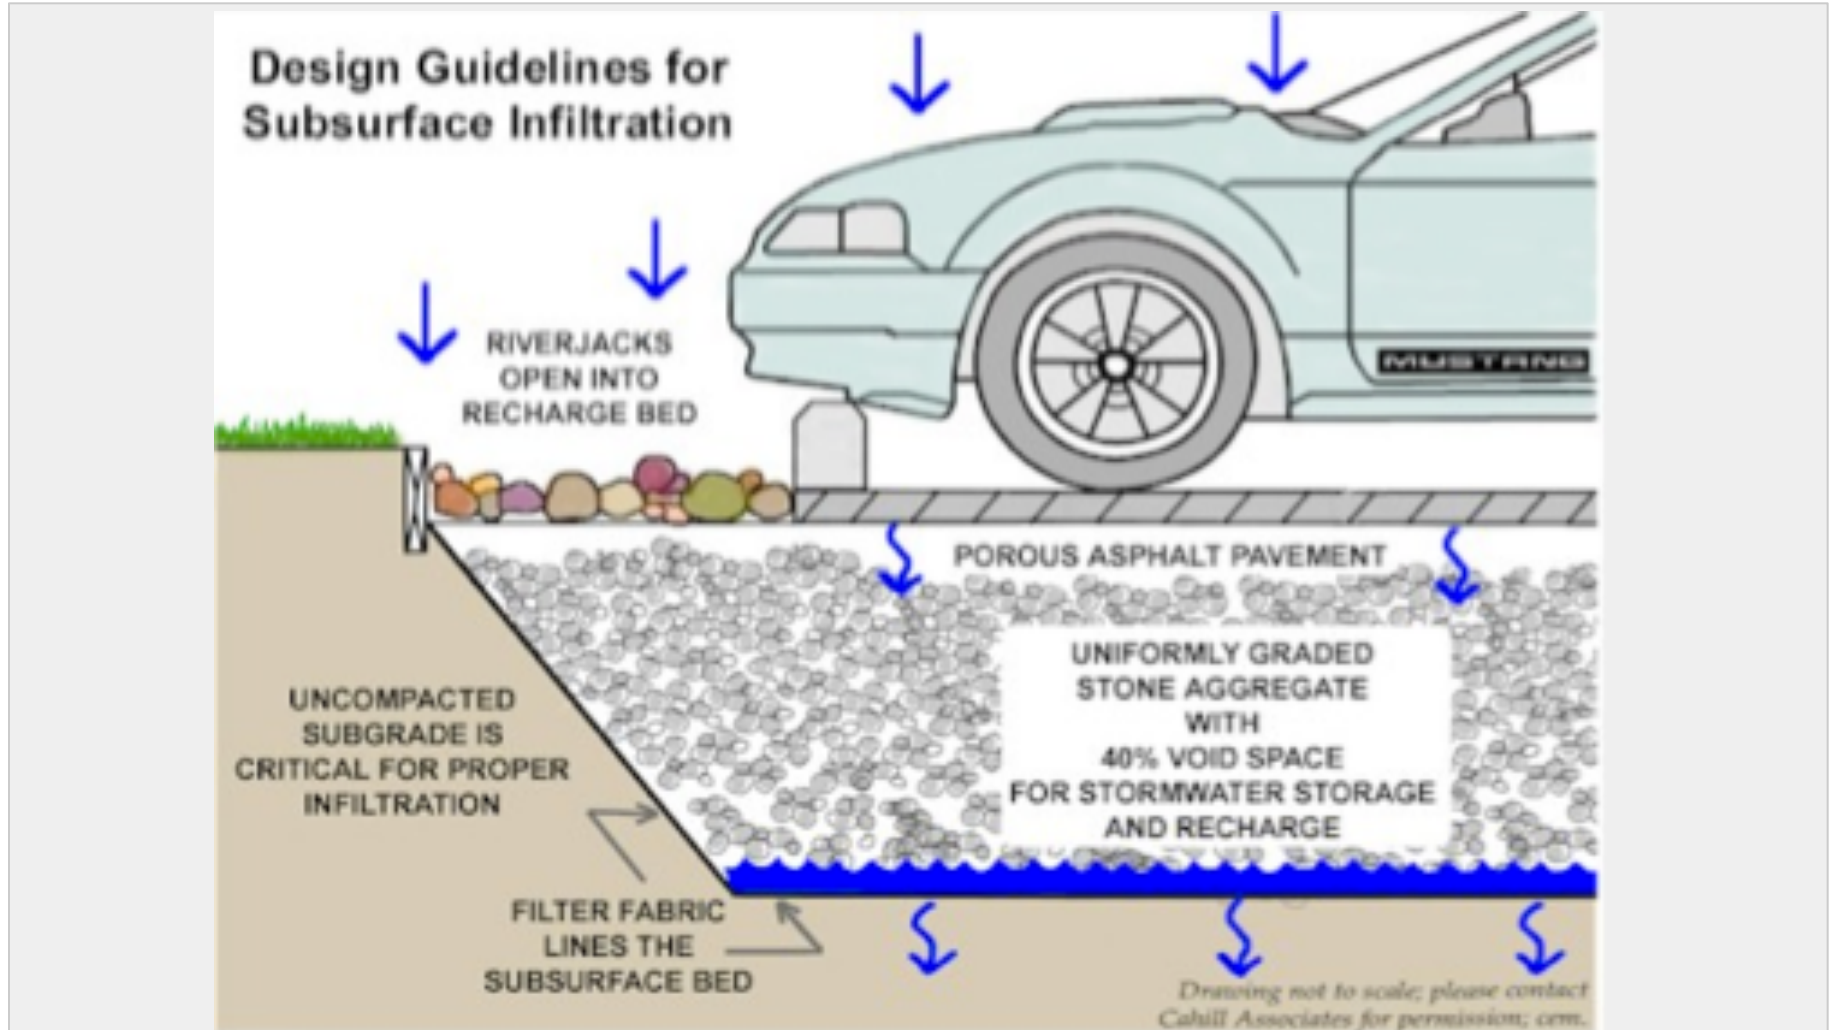 Design Guidelines for
Subsurface Infiltration
RIVERJACKS
OPEN INTO
RECHARGE BED
MUSTANG
POROUS ASPHALT PAVEMENT
UNIFORMLY GRADED
STONE AGGREGATE
WITH
40% VOID SPACE
FOR STORMWATER STORAGE
AND RECHARGE
UNCOMPACTED
SUBGRADE IS
CRITICAL FOR PROPER
INFILTRATION
FILTER FABRIC
LINES THE
SUBSURFACE BED
Drawing not to scale; please contact
Cahill Associates for permission; cem.